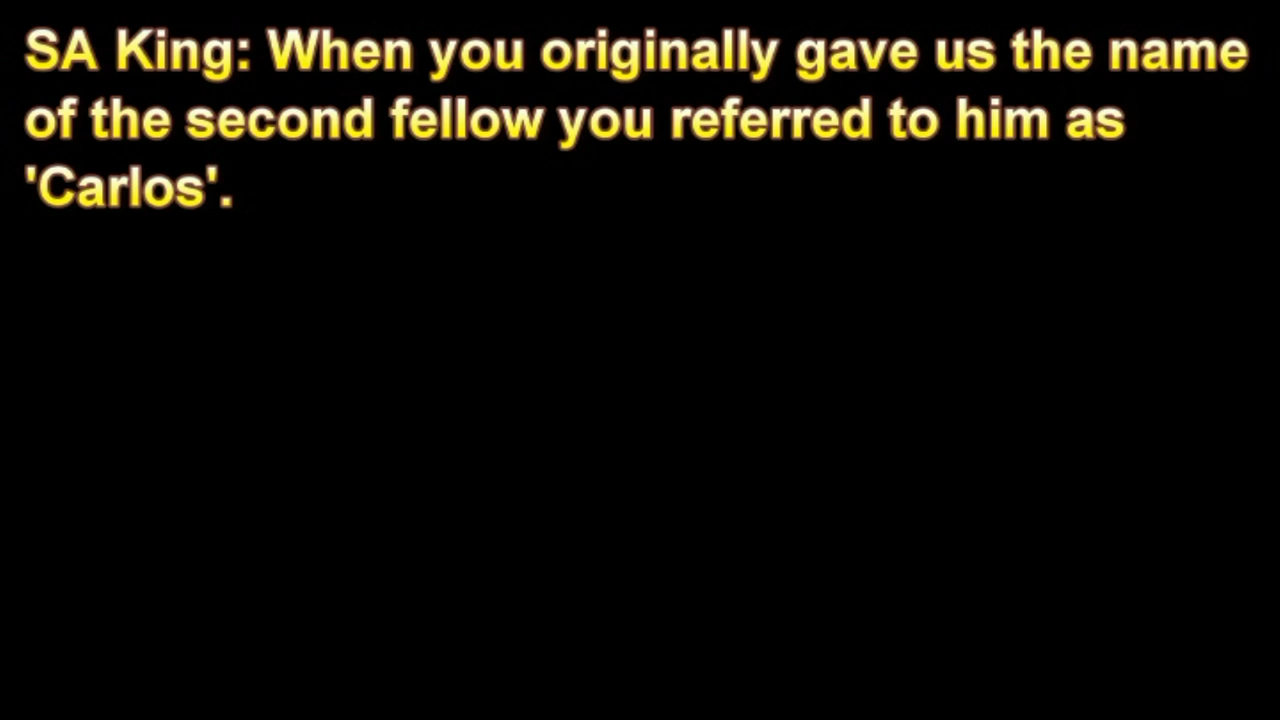 SA King: When you originally gave us the name
of the second fellow you referred to him as
'Carlos'.